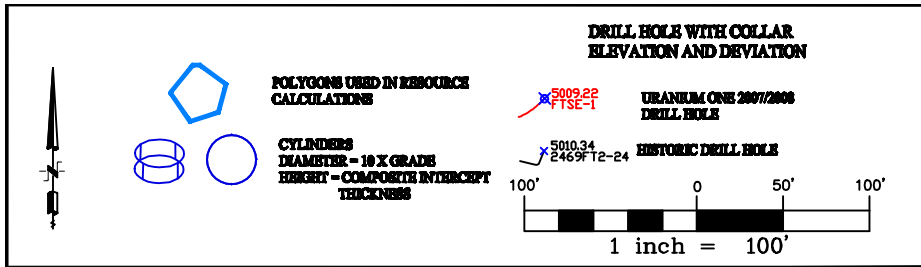 DRILL HOLE WITH COLLAR
ELEVATION AND DEVIATION
POLYGONS USED IN RESOURCE
CALCULATIONS
5009.22
FTSE-1
URANIUM ONE 2007/2008
DRILL HOLE
N
CYLINDERS
DIAMETER = 10 X GRADE
HEIGHT = COMPOSITE INTERCEPT
THICKNESS
5010.34
2469FT2-24
HISTORIC DRILL HOLE
100' 0 50' 100'
1 inch = 100'